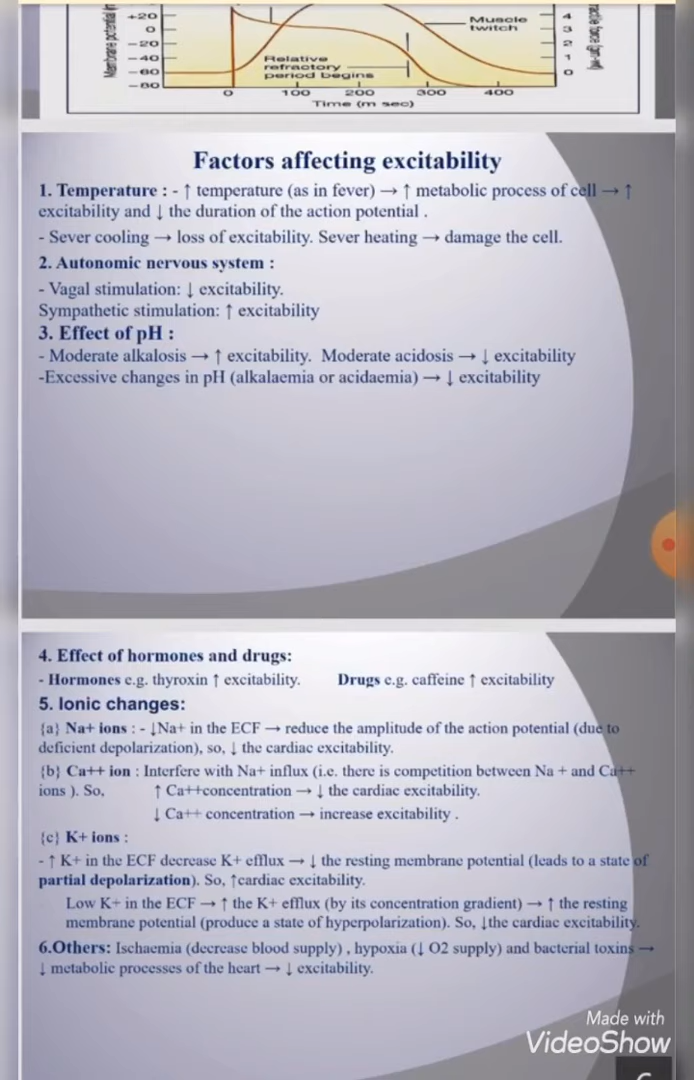 +20
0
-20
-40
-60
-80
Membrane potential
Relative
refractory
period begins
Muscle
twitch
4
3
2
1
0
0 100 200 300 400
Time (m sec)
Factors affecting excitability
1. Temperature : - ↑ temperature (as in fever) → ↑ metabolic process of cell → ↑
excitability and ↓ the duration of the action potential .
- Sever cooling → loss of excitability. Sever heating → damage the cell.
2. Autonomic nervous system :
- Vagal stimulation: ↓ excitability.
Sympathetic stimulation: ↑ excitability
3. Effect of pH :
- Moderate alkalosis → ↑ excitability. Moderate acidosis → ↓ excitability
-Excessive changes in pH (alkalaemia or acidaemia) → ↓ excitability
4. Effect of hormones and drugs:
- Hormones e.g. thyroxin ↑ excitability. Drugs e.g. caffeine ↑ excitability
5. Ionic changes:
{a} Na+ ions : - ↓Na+ in the ECF → reduce the amplitude of the action potential (due to
deficient depolarization), so, ↓ the cardiac excitability.
{b} Ca++ ion : Interfere with Na+ influx (i.e. there is competition between Na + and Ca++
ions ). So, ↑ Ca++concentration → ↓ the cardiac excitability.
↓ Ca++ concentration → increase excitability .
{c} K+ ions :
- ↑ K+ in the ECF decrease K+ efflux → ↓ the resting membrane potential (leads to a state of
partial depolarization). So, ↑cardiac excitability.
Low K+ in the ECF → ↑ the K+ efflux (by its concentration gradient) → ↑ the resting
membrane potential (produce a state of hyperpolarization). So, ↓the cardiac excitability.
6.Others: Ischaemia (decrease blood supply) , hypoxia (↓ O2 supply) and bacterial toxins →
↓ metabolic processes of the heart → ↓ excitability.
Made with
VideoShow